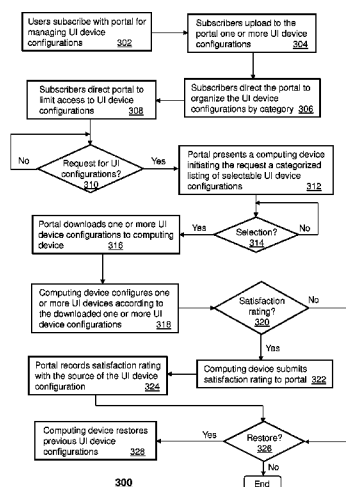 Users subscribe with portal for
managing UI device
configurations 302
Subscribers upload to the
portal one or more UI device
configurations 304
Subscribers direct portal to
limit access to UI device
configurations 308
Subscribers direct the portal to
organize the UI device
configurations by category 306
No
Request for UI
configurations?
310
Yes
Portal presents a computing device
initiating the request a categorized
listing of selectable UI device
configurations 312
Portal downloads one or more UI
device configurations to computing
device 316
Yes
Selection?
314
No
Computing device configures one
or more UI devices according to
the downloaded one or more UI
device configurations 318
Satisfaction
rating?
320
No
Yes
Portal records satisfaction rating
with the source of the UI device
configuration 324
Computing device submits
satisfaction rating to portal 322
Computing device restores
previous UI device
configurations 328
Yes
Restore?
326
No
300
End